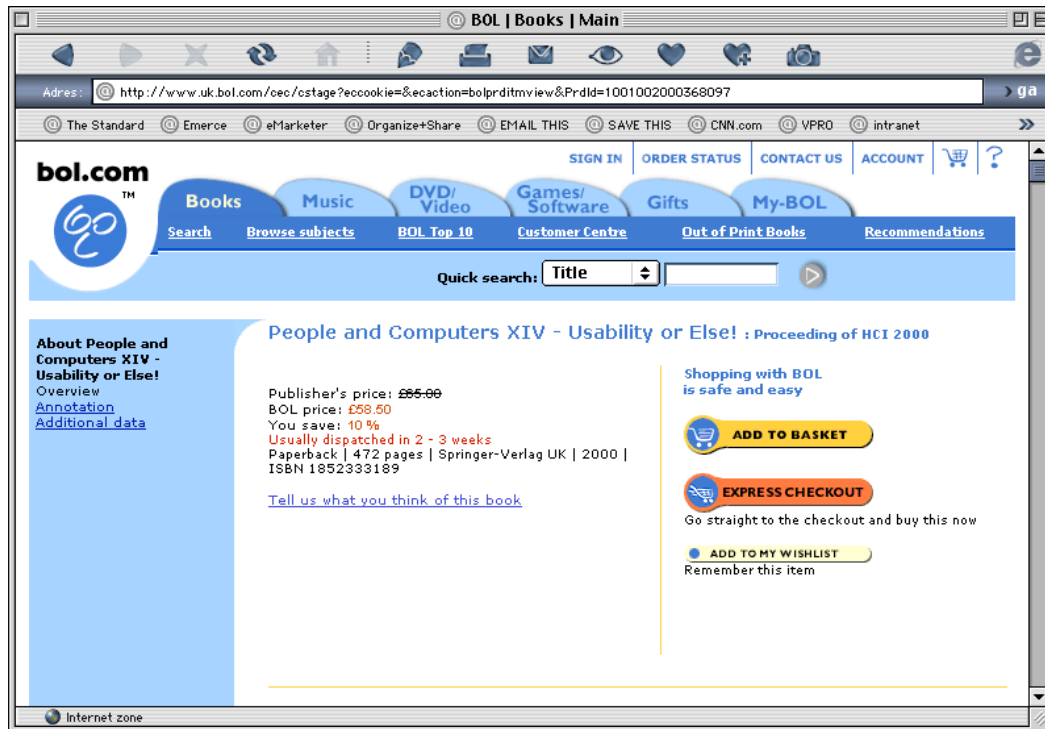 @ BOL | Books | Main
Adres: @ http://www.uk.bol.com/cec/cstage?eccookie=&ecaction=bolprditmview&PrdId=1001002000368097 ga
@ The Standard @ Emerce @ eMarketer @ Organize+Share @ EMAIL THIS @ SAVE THIS @ CNN.com @ VPRO @ intranet »
SIGN IN ORDER STATUS CONTACT US ACCOUNT ?
bol.com
TM
Books Music DVD/ Video Games/ Software Gifts My-BOL
Search Browse subjects BOL Top 10 Customer Centre Out of Print Books Recommendations
Quick search: Title
People and Computers XIV - Usability or Else! : Proceeding of HCI 2000
About People and
Computers XIV -
Usability or Else!
Overview
Annotation
Additional data
Publisher's price: £65.00
BOL price: £58.50
You save: 10 %
Usually dispatched in 2 - 3 weeks
Paperback | 472 pages | Springer-Verlag UK | 2000 |
ISBN 1852333189
Tell us what you think of this book
Shopping with BOL
is safe and easy
ADD TO BASKET
EXPRESS CHECKOUT
Go straight to the checkout and buy this now
ADD TO MY WISHLIST
Remember this item
Internet zone